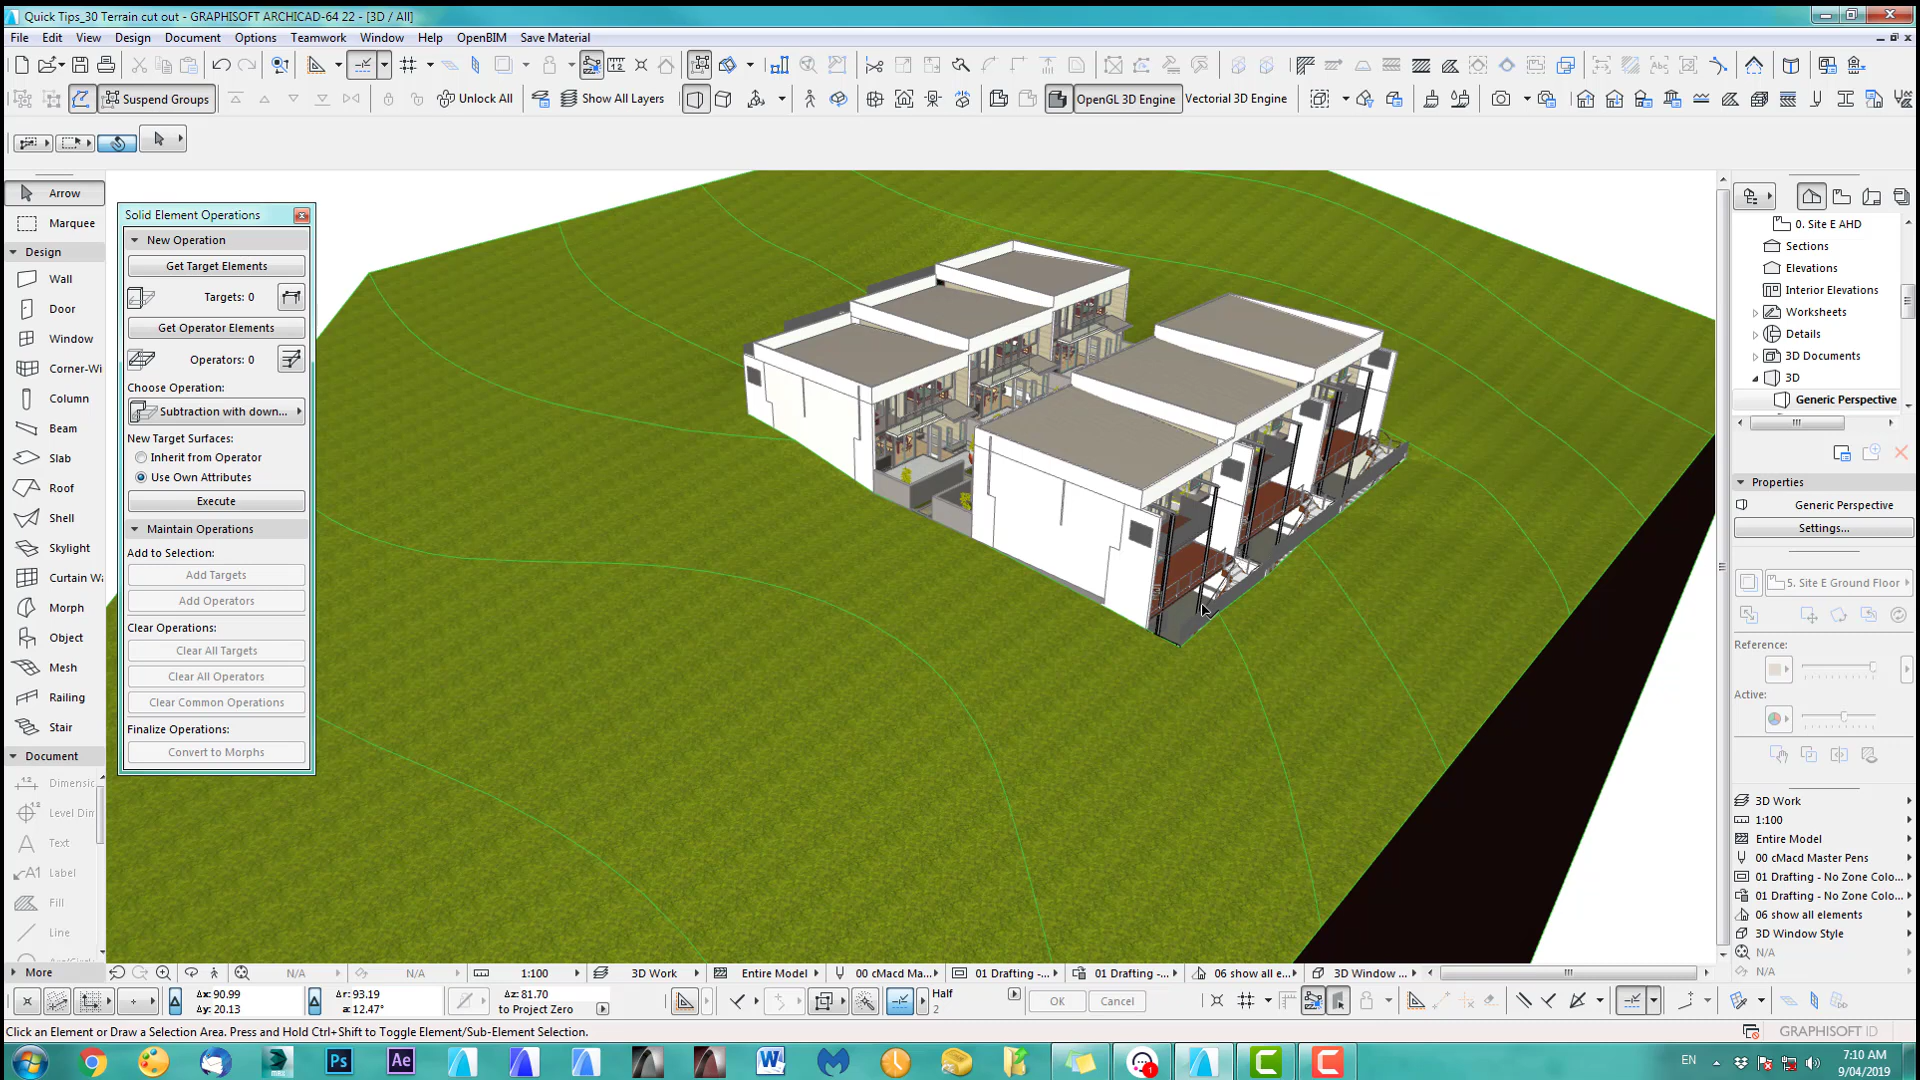 Quick Tips_30 Terrain cut out - GRAPHISOFT ARCHICAD-64 22 - [3D / All]
File Edit View Design Document Options Teamwork Window Help OpenBIM Save Material
Suspend Groups Unlock All Show All Layers OpenGL 3D Engine Vectorial 3D Engine
Arrow
Marquee
Design
Wall
Door
Window
Corner-Wi
Column
Beam
Slab
Roof
Shell
Skylight
Curtain Wa
Morph
Object
Mesh
Railing
Stair
Document
Dimensic
Level Dim
Text
A1 Label
Fill
Line
More
Solid Element Operations
New Operation
Get Target Elements
Targets: 0
Get Operator Elements
Operators: 0
Choose Operation:
Subtraction with down...
New Target Surfaces:
Inherit from Operator
Use Own Attributes
Execute
Maintain Operations
Add to Selection:
Add Targets
Add Operators
Clear Operations:
Clear All Targets
Clear All Operators
Clear Common Operations
Finalize Operations:
Convert to Morphs
0. Site E AHD
Sections
Elevations
Interior Elevations
Worksheets
Details
3D Documents
3D
Generic Perspective
Properties
Generic Perspective
Settings...
5. Site E Ground Floor
Reference:
Active:
3D Work
1:100
Entire Model
00 cMacd Master Pens
01 Drafting - No Zone Colo...
01 Drafting - No Zone Colo...
06 show all elements
3D Window Style
N/A
N/A
N/A N/A 1:100 3D Work Entire Model 00 cMacd Ma... 01 Drafting -... 01 Drafting -... 06 show all e... 3D Window ...
Δx: 90.99 Δr: 93.19 Δz: 81.70 Half
Δy: 20.13 a: 12.47° to Project Zero 2 OK Cancel
Click an Element or Draw a Selection Area. Press and Hold Ctrl+Shift to Toggle Element/Sub-Element Selection.
GRAPHISOFT ID
Ps Ae W 1 EN 7:10 AM
9/04/2019